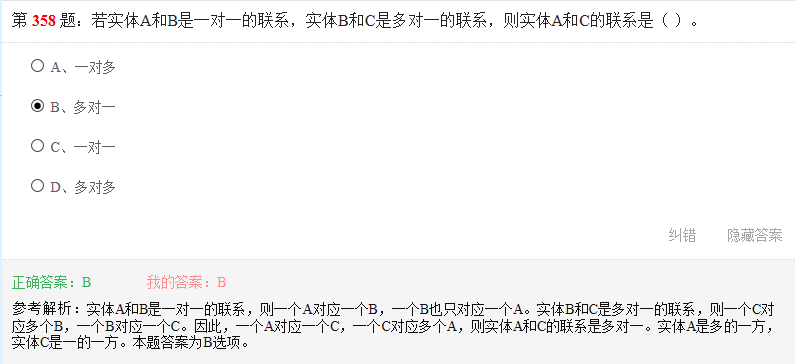 第 358 题：若实体A和B是一对一的联系，实体B和C是多对一的联系，则实体A和C的联系是（ ）。
A、一对多
B、多对一
C、一对一
D、多对多
纠错 隐藏答案
正确答案：B 我的答案：B
参考解析：实体A和B是一对一的联系，则一个A对应一个B，一个B也只对应一个A。实体B和C是多对一的联系，则一个C对
应多个B，一个B对应一个C。因此，一个A对应一个C，一个C对应多个A，则实体A和C的联系是多对一。实体A是多的一方，
实体C是一的一方。本题答案为B选项。